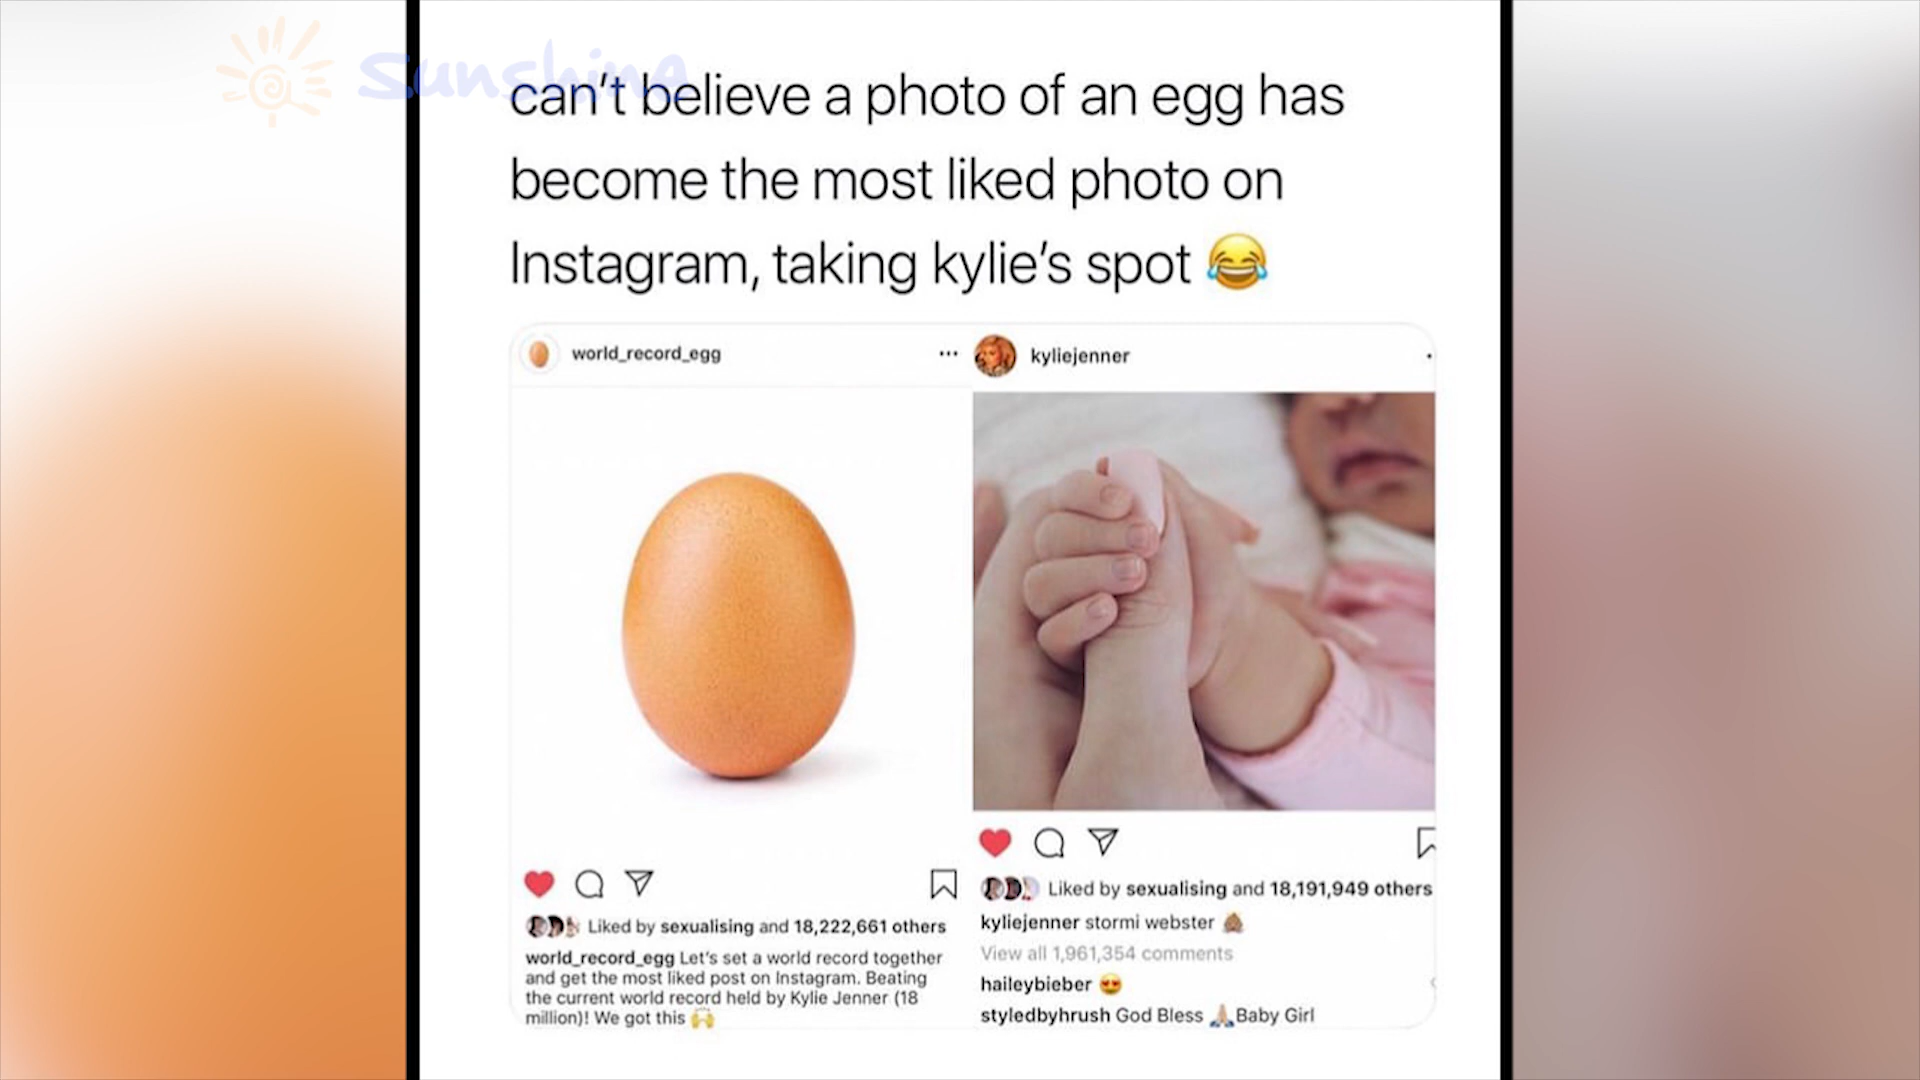 Sunshine
can't believe a photo of an egg has
become the most liked photo on
Instagram, taking kylie's spot 😂
world_record_egg
Liked by sexualising and 18,222,661 others
world_record_egg Let's set a world record together
and get the most liked post on Instagram. Beating
the current world record held by Kylie Jenner (18
million)! We got this 🙌
kyliejenner
Liked by sexualising and 18,191,949 others
kyliejenner stormi webster 👶🏽
View all 1,961,354 comments
haileybieber 😍
styledbyhrush God Bless 🙏🏼Baby Girl